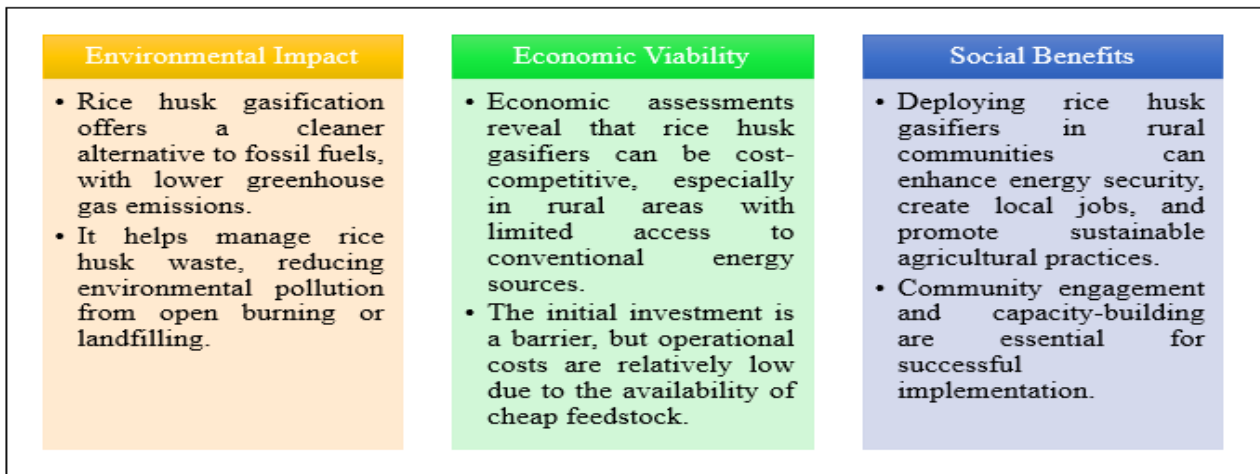 Environmental Impact
• Rice husk gasification
offers a cleaner
alternative to fossil fuels,
with lower greenhouse
gas emissions.
• It helps manage rice
husk waste, reducing
environmental pollution
from open burning or
landfilling.
Economic Viability
• Economic assessments
reveal that rice husk
gasifiers can be cost-
competitive, especially
in rural areas with
limited access to
conventional energy
sources.
• The initial investment is
a barrier, but operational
costs are relatively low
due to the availability of
cheap feedstock.
Social Benefits
• Deploying rice husk
gasifiers in rural
communities can
enhance energy security,
create local jobs, and
promote sustainable
agricultural practices.
• Community engagement
and capacity-building
are essential for
successful
implementation.